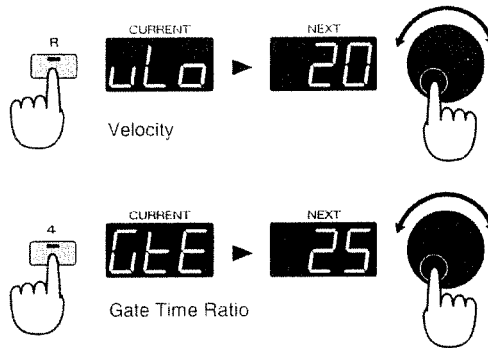 R CURRENT NEXT
uLo 20
Velocity
4 CURRENT NEXT
GtE 25
Gate Time Ratio